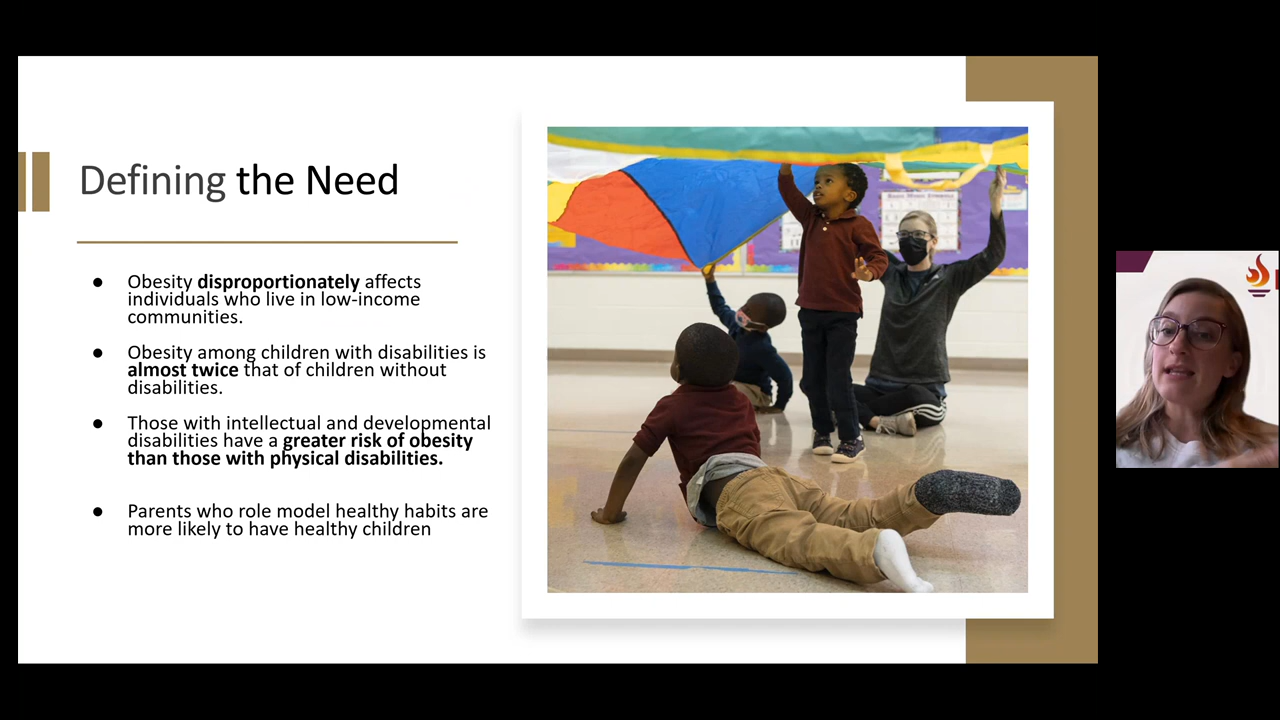 Defining the Need
● Obesity disproportionately affects
individuals who live in low-income
communities.
● Obesity among children with disabilities is
almost twice that of children without
disabilities.
● Those with intellectual and developmental
disabilities have a greater risk of obesity
than those with physical disabilities.
● Parents who role model healthy habits are
more likely to have healthy children